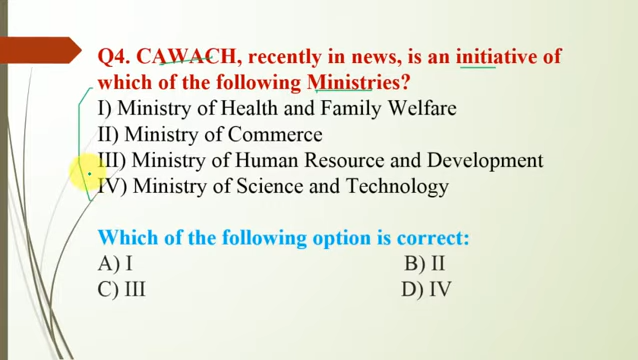 Q4. CAWACH, recently in news, is an initiative of
which of the following Ministries?
I) Ministry of Health and Family Welfare
II) Ministry of Commerce
III) Ministry of Human Resource and Development
IV) Ministry of Science and Technology
Which of the following option is correct:
A) I B) II
C) III D) IV